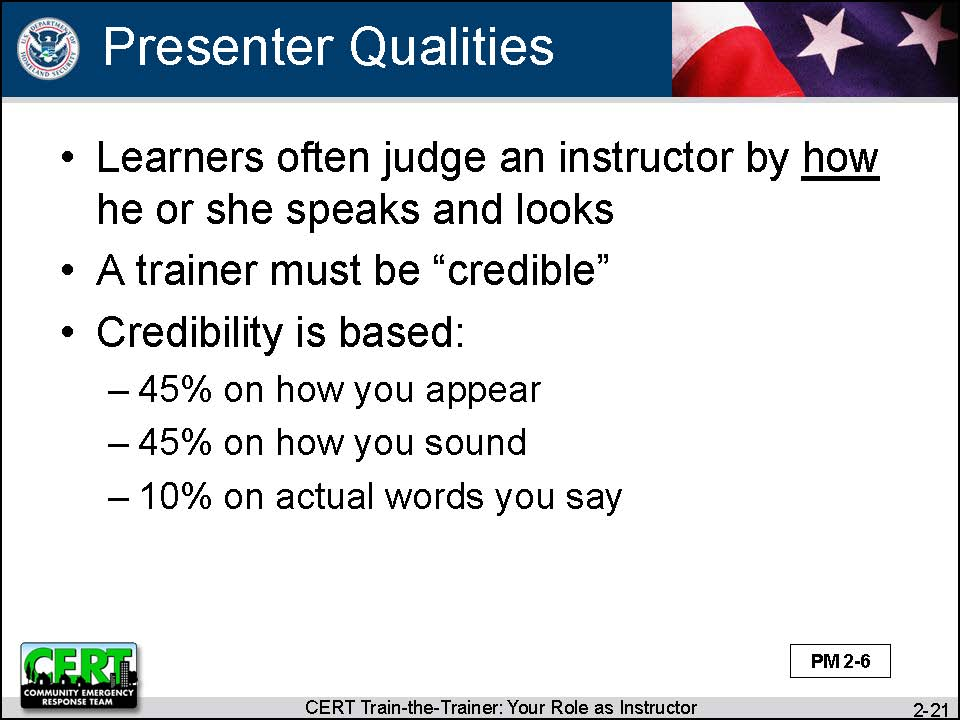 Presenter Qualities
• Learners often judge an instructor by how
he or she speaks and looks
• A trainer must be “credible”
• Credibility is based:
– 45% on how you appear
– 45% on how you sound
– 10% on actual words you say
CERT
COMMUNITY EMERGENCY
RESPONSE TEAM
PM 2-6
CERT Train-the-Trainer: Your Role as Instructor
2-21